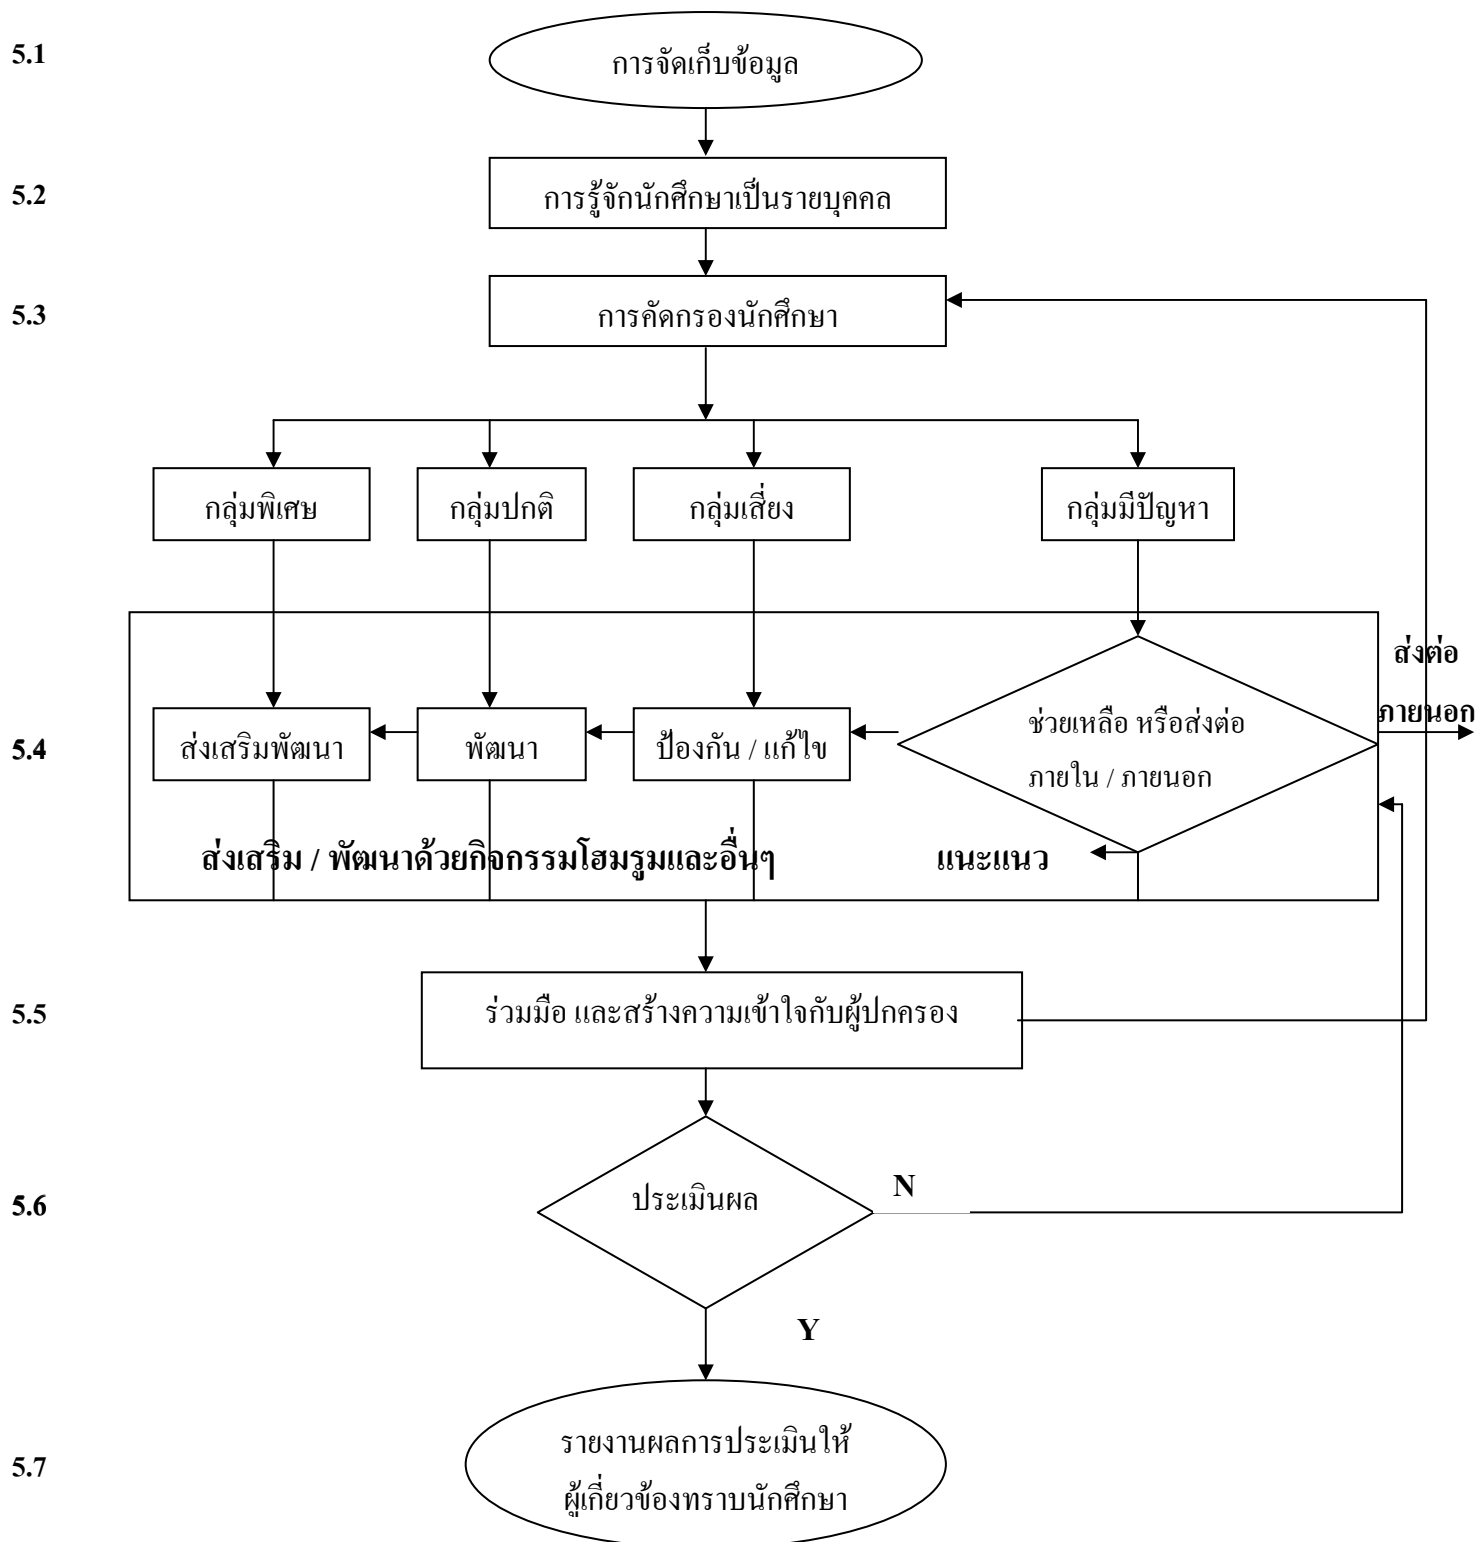 5.1
การจัดเก็บข้อมูล
5.2
การรู้จักนักศึกษาเป็นรายบุคคล
5.3
การคัดกรองนักศึกษา
กลุ่มพิเศษ
กลุ่มปกติ
กลุ่มเสี่ยง
กลุ่มมีปัญหา
ส่งต่อ
ภายนอก
5.4
ส่งเสริมพัฒนา
พัฒนา
ป้องกัน / แก้ไข
ช่วยเหลือ หรือส่งต่อ
ภายใน / ภายนอก
ส่งเสริม / พัฒนาด้วยกิจกรรมโฮมรูมและอื่นๆ
แนะแนว
5.5
ร่วมมือ และสร้างความเข้าใจกับผู้ปกครอง
5.6
ประเมินผล
N
Y
5.7
รายงานผลการประเมินให้
ผู้เกี่ยวข้องทราบนักศึกษา